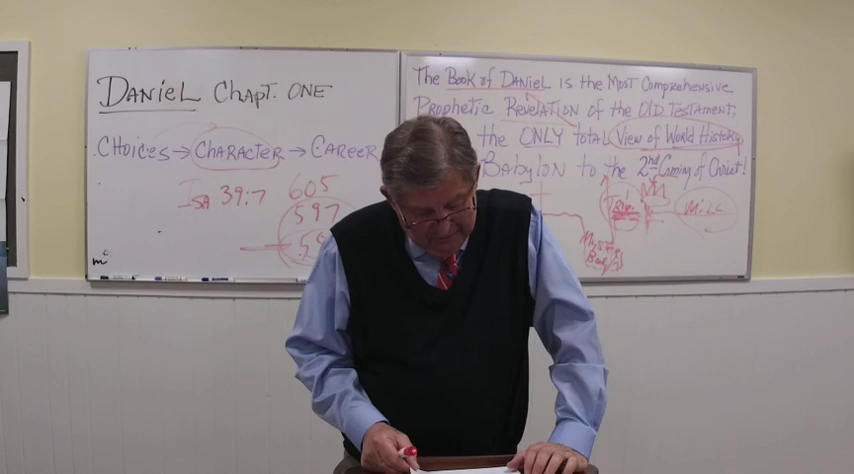 DANIEL Chapt. ONE
CHOICES → CHARACTER → CAREER
ISA 39:7
605
597
The Book of DANIEL is the Most Comprehensive
Prophetic Revelation of the Old Testament;
the ONLY total View of World History
Babylon to the 2nd Coming of Christ!
Mill